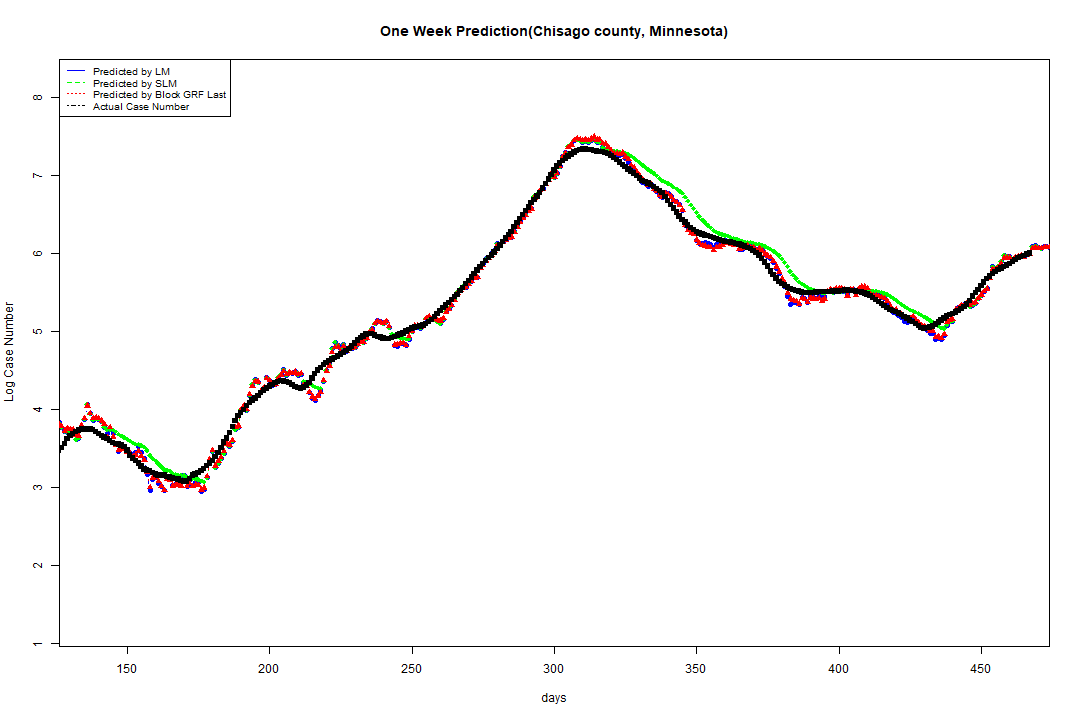 One Week Prediction(Chisago county, Minnesota)
Predicted by LM
Predicted by SLM
Predicted by Block GRF Last
Actual Case Number
Log Case Number
8
7
6
5
4
3
2
1
150 200 250 300 350 400 450
days